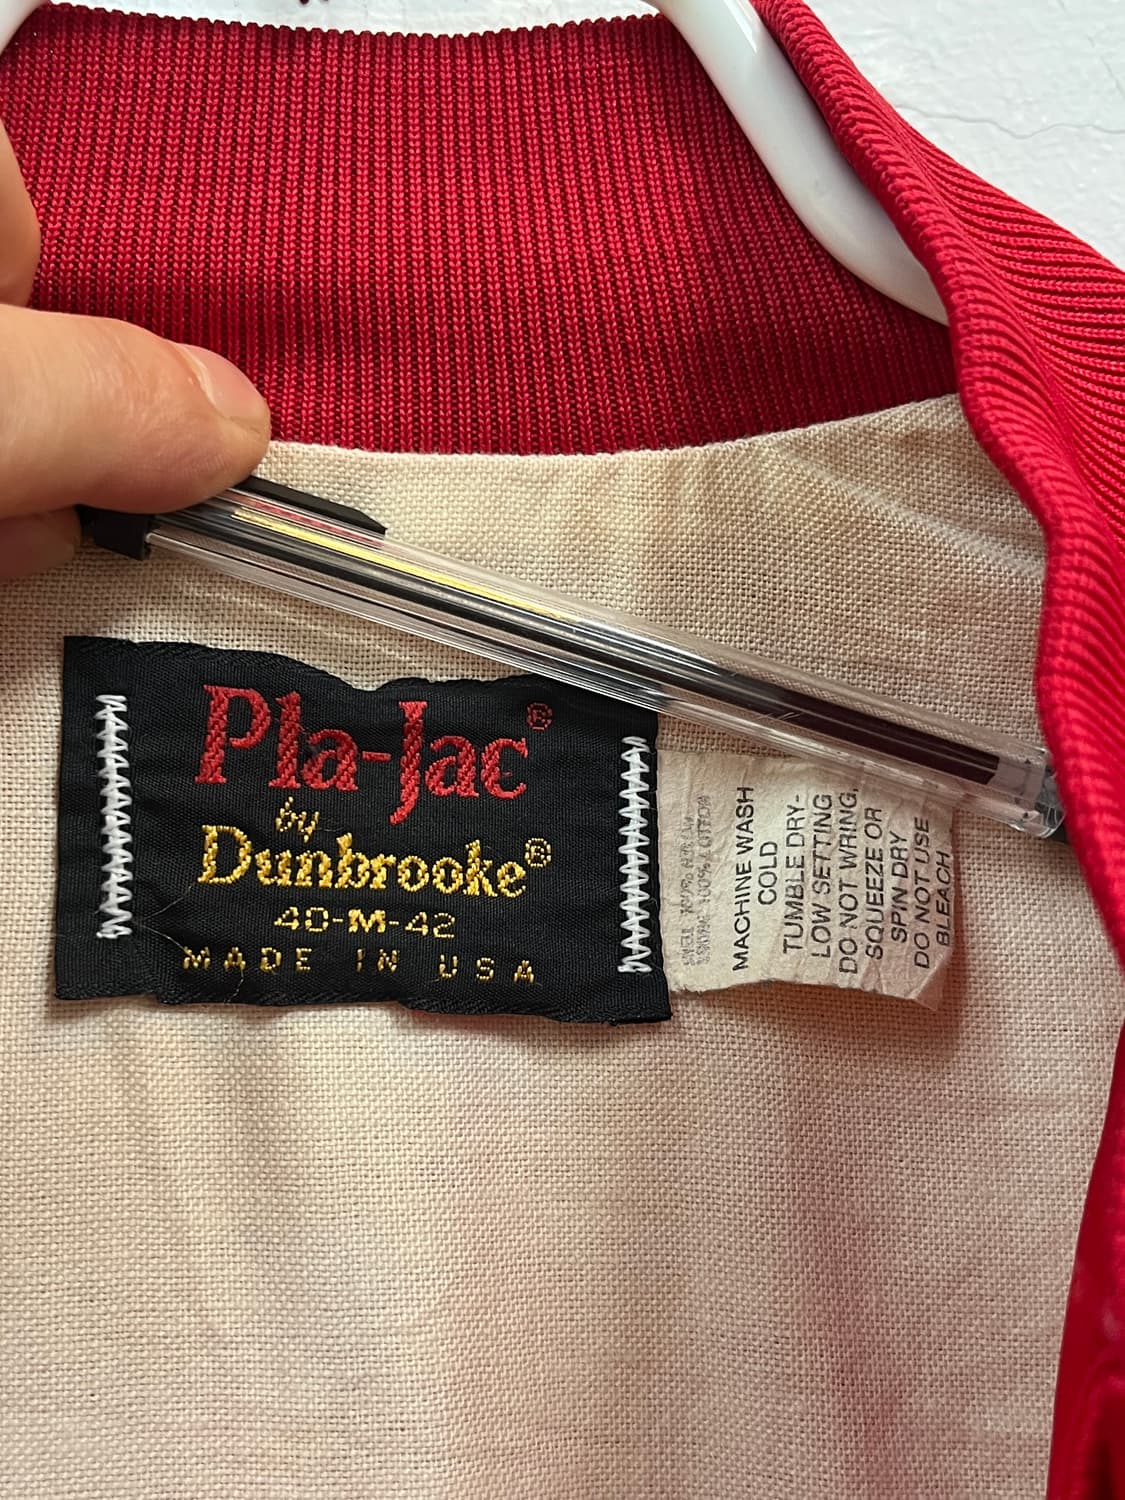 Pla-Jac®
by
Dunbrooke®
40-M-42
MADE IN USA
MACHINE WASH
COLD
TUMBLE DRY-
LOW SETTING
DO NOT WRING,
SQUEEZE OR
SPIN DRY
DO NOT USE
BLEACH